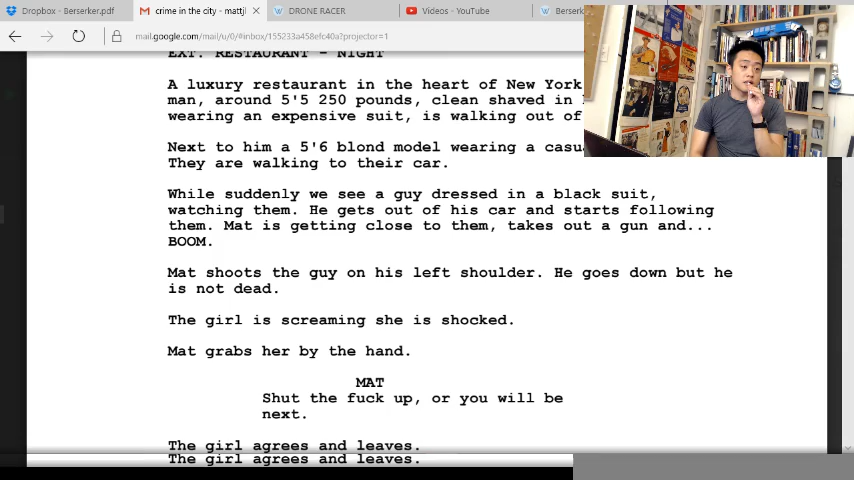 Dropbox - Berserker.pdf
crime in the city - mattj
DRONE RACER
Videos - YouTube
Berserk
mail.google.com/mail/u/0/#inbox/155233a458efc40a?projector=1
EXT. RESTAURANT - NIGHT
A luxury restaurant in the heart of New York
man, around 5'5 250 pounds, clean shaved in
wearing an expensive suit, is walking out of
Next to him a 5'6 blond model wearing a casu
They are walking to their car.
While suddenly we see a guy dressed in a black suit,
watching them. He gets out of his car and starts following
them. Mat is getting close to them, takes out a gun and...
BOOM.
Mat shoots the guy on his left shoulder. He goes down but he
is not dead.
The girl is screaming she is shocked.
Mat grabs her by the hand.
MAT
Shut the fuck up, or you will be
next.
The girl agrees and leaves.
The girl agrees and leaves.